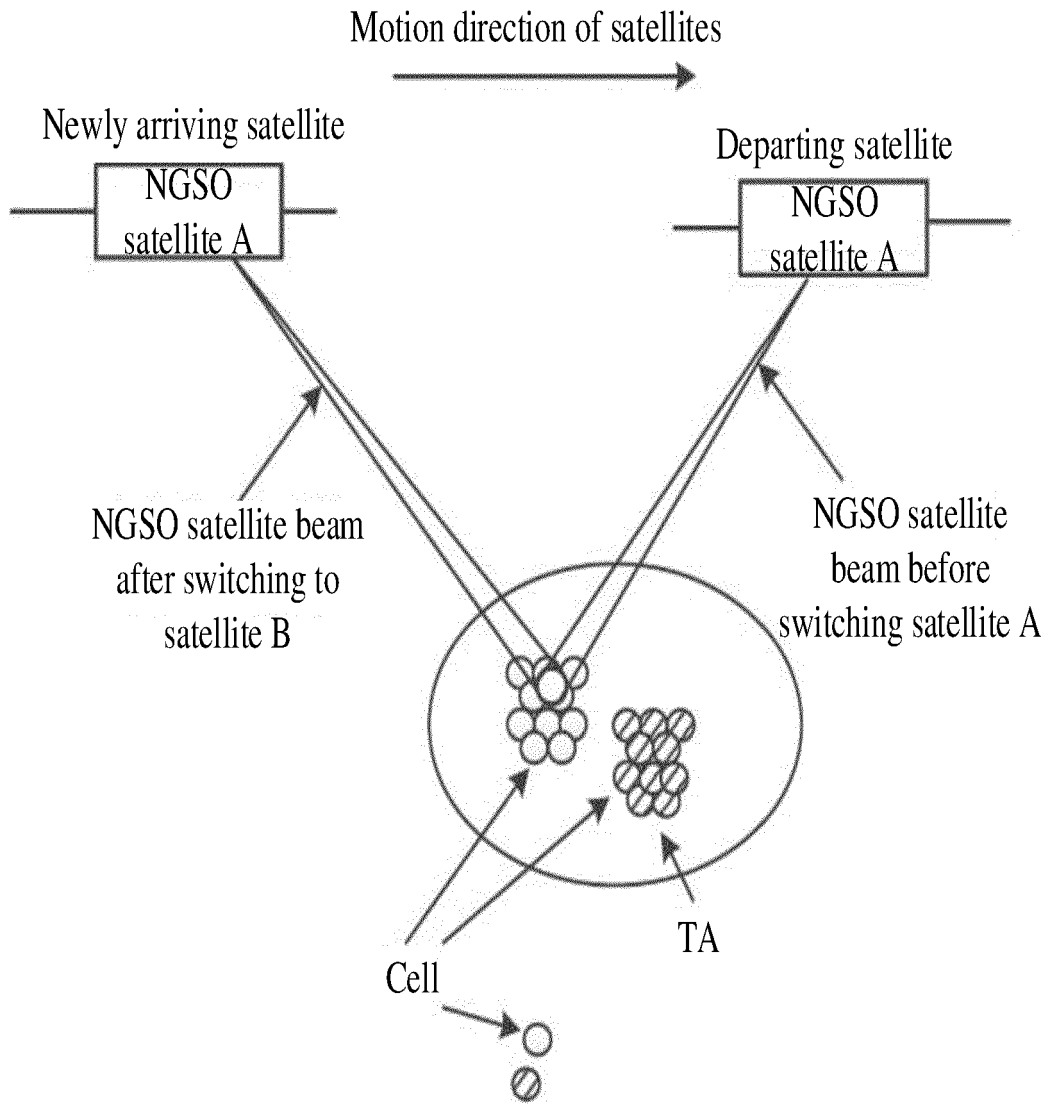 Motion direction of satellites
Newly arriving satellite
NGSO
satellite A
Departing satellite
NGSO
satellite A
NGSO satellite beam
after switching to
satellite B
NGSO satellite
beam before
switching satellite A
TA
Cell